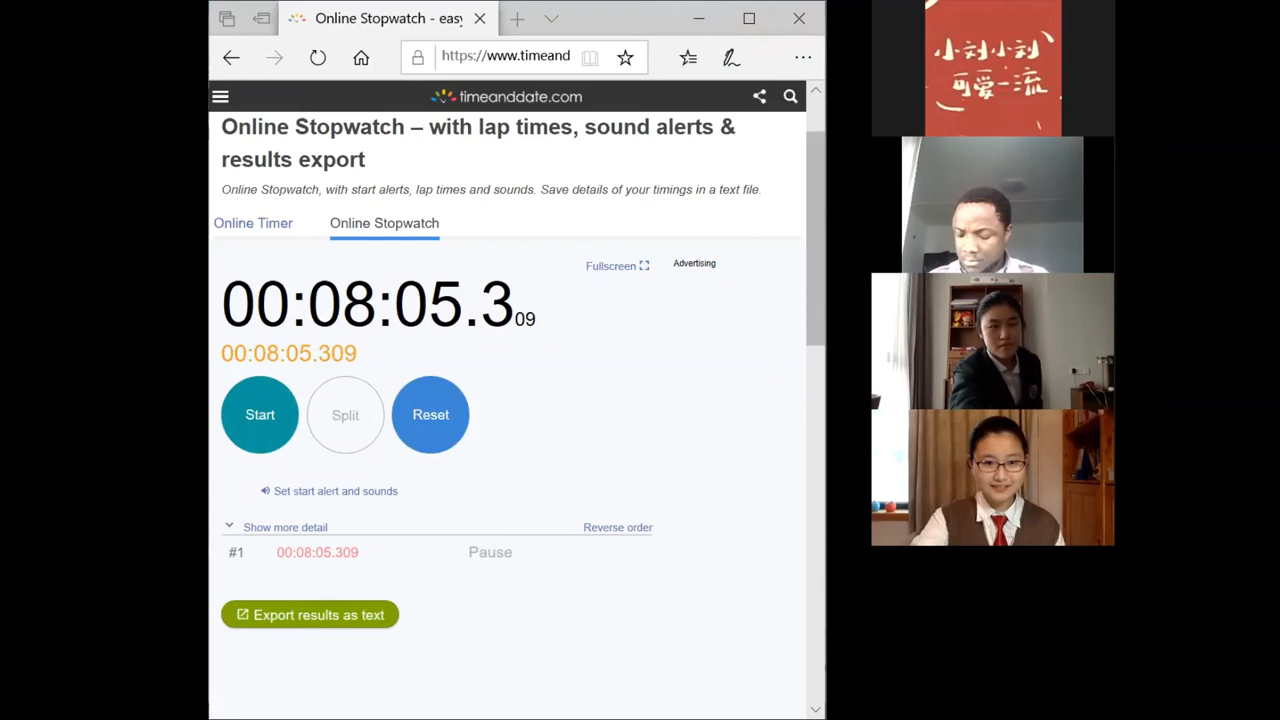 Online Stopwatch - easy
https://www.timeand
timeanddate.com
Online Stopwatch – with lap times, sound alerts &
results export
Online Stopwatch, with start alerts, lap times and sounds. Save details of your timings in a text file.
Online Timer
Online Stopwatch
Fullscreen
Advertising
00:08:05.309
00:08:05.309
Start
Split
Reset
Set start alert and sounds
Show more detail
Reverse order
#1 00:08:05.309 Pause
Export results as text
小刘小刘
可爱一流